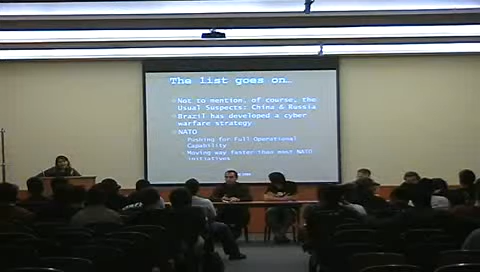 The list goes on…
Not to mention, of course, the
Usual Suspects: China & Russia
Brazil has developed a cyber
warfare strategy
NATO
Pushing for Full Operational
Capability
Moving way faster than most NATO
initiatives